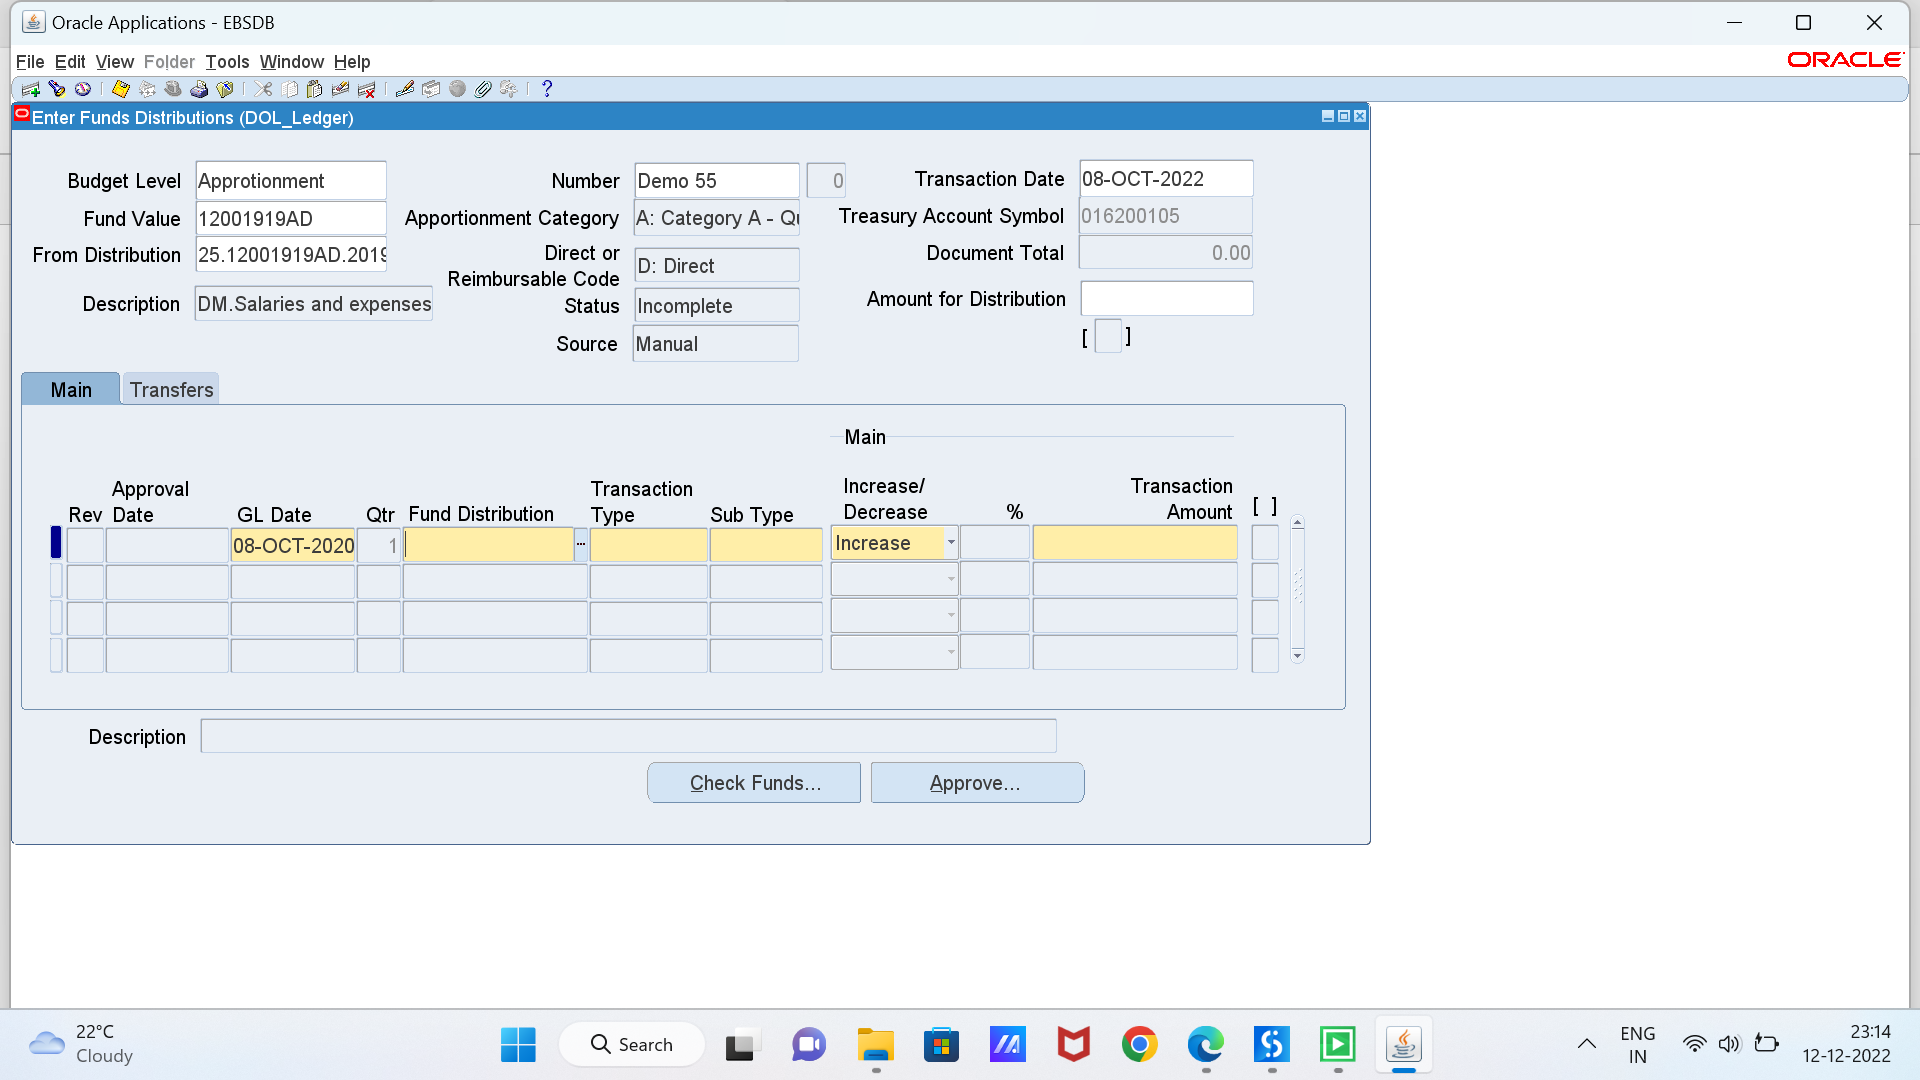 Oracle Applications - EBSDB
File Edit View Folder Tools Window Help
ORACLE
Enter Funds Distributions (DOL_Ledger)
Budget Level Approtionment
Number Demo 55 0
Transaction Date 08-OCT-2022
Fund Value 12001919AD
Apportionment Category A: Category A - Qu
Treasury Account Symbol 016200105
From Distribution 25.12001919AD.2019
Direct or Reimbursable Code D: Direct
Document Total 0.00
Description DM.Salaries and expenses
Status Incomplete
Amount for Distribution
[ ]
Source Manual
Main Transfers
Main
Rev
Approval Date
GL Date
Qtr
Fund Distribution
Transaction Type
Sub Type
Increase/ Decrease
%
Transaction Amount
[ ]
08-OCT-2020 1 ... Increase
Description
Check Funds...
Approve...
22°C
Cloudy
Search
ENG
IN
23:14
12-12-2022